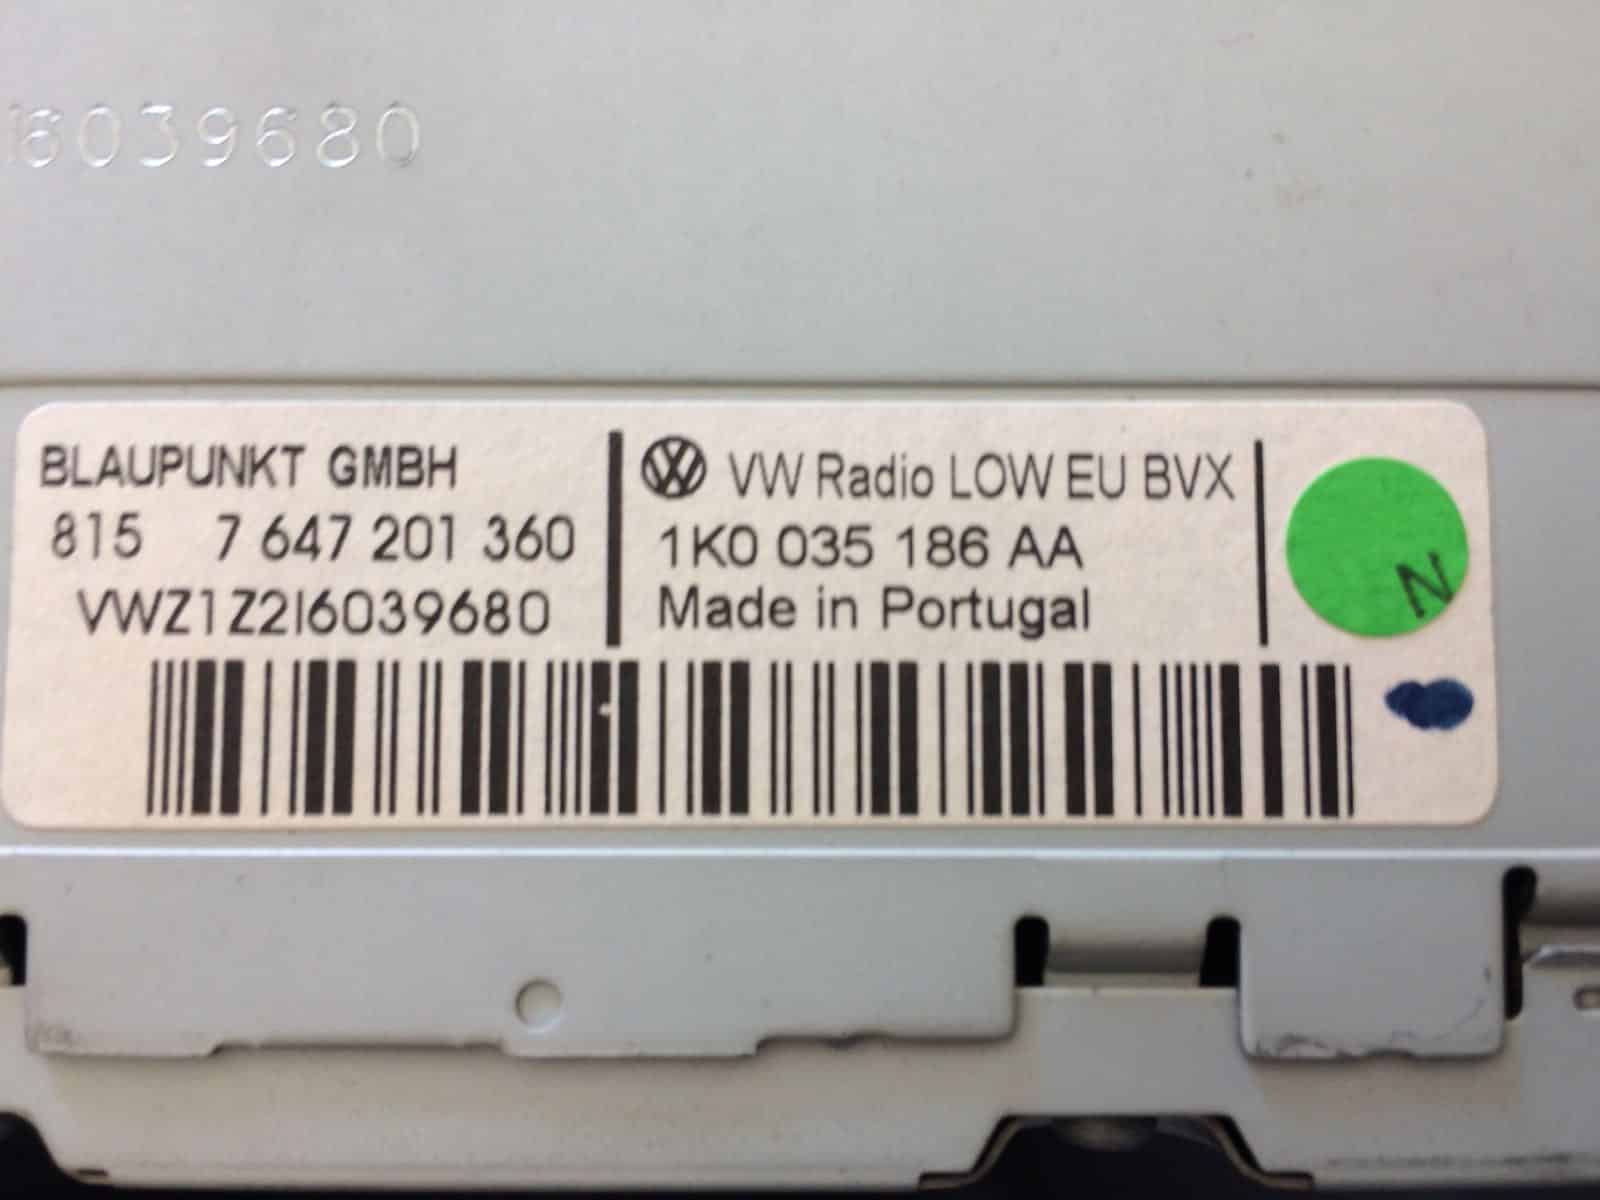 I6039680
BLAUPUNKT GMBH
815 7 647 201 360
VWZ1Z2I6039680
VW Radio LOW EU BVX
1K0 035 186 AA
Made in Portugal
N